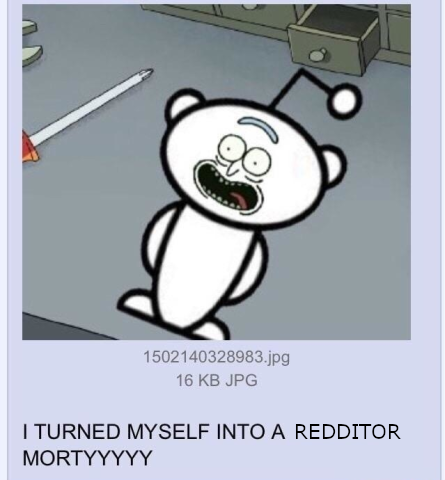 1502140328983.jpg
16 KB JPG
I TURNED MYSELF INTO A REDDITOR
MORTYYYYY